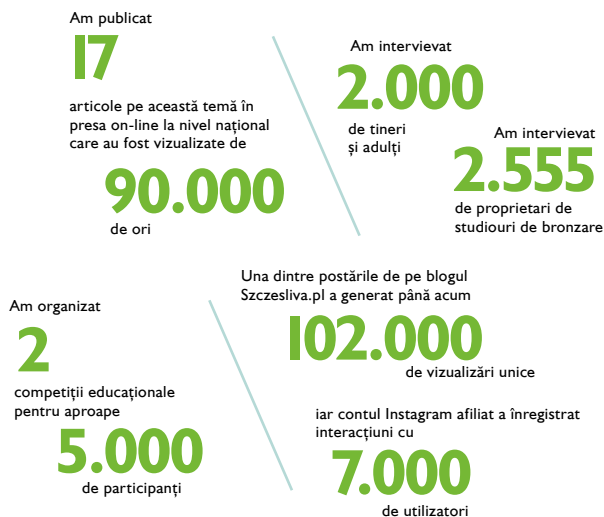 Am publicat
17
articole pe această temă în
presa on-line la nivel național
care au fost vizualizate de
90.000
de ori
Am intervievat
2.000
de tineri
și adulți
Am intervievat
2.555
de proprietari de
studiouri de bronzare
Am organizat
2
competiții educaționale
pentru aproape
5.000
de participanți
Una dintre postările de pe blogul
Szczesliva.pl a generat până acum
102.000
de vizualizări unice
iar contul Instagram afiliat a înregistrat
interacțiuni cu
7.000
de utilizatori